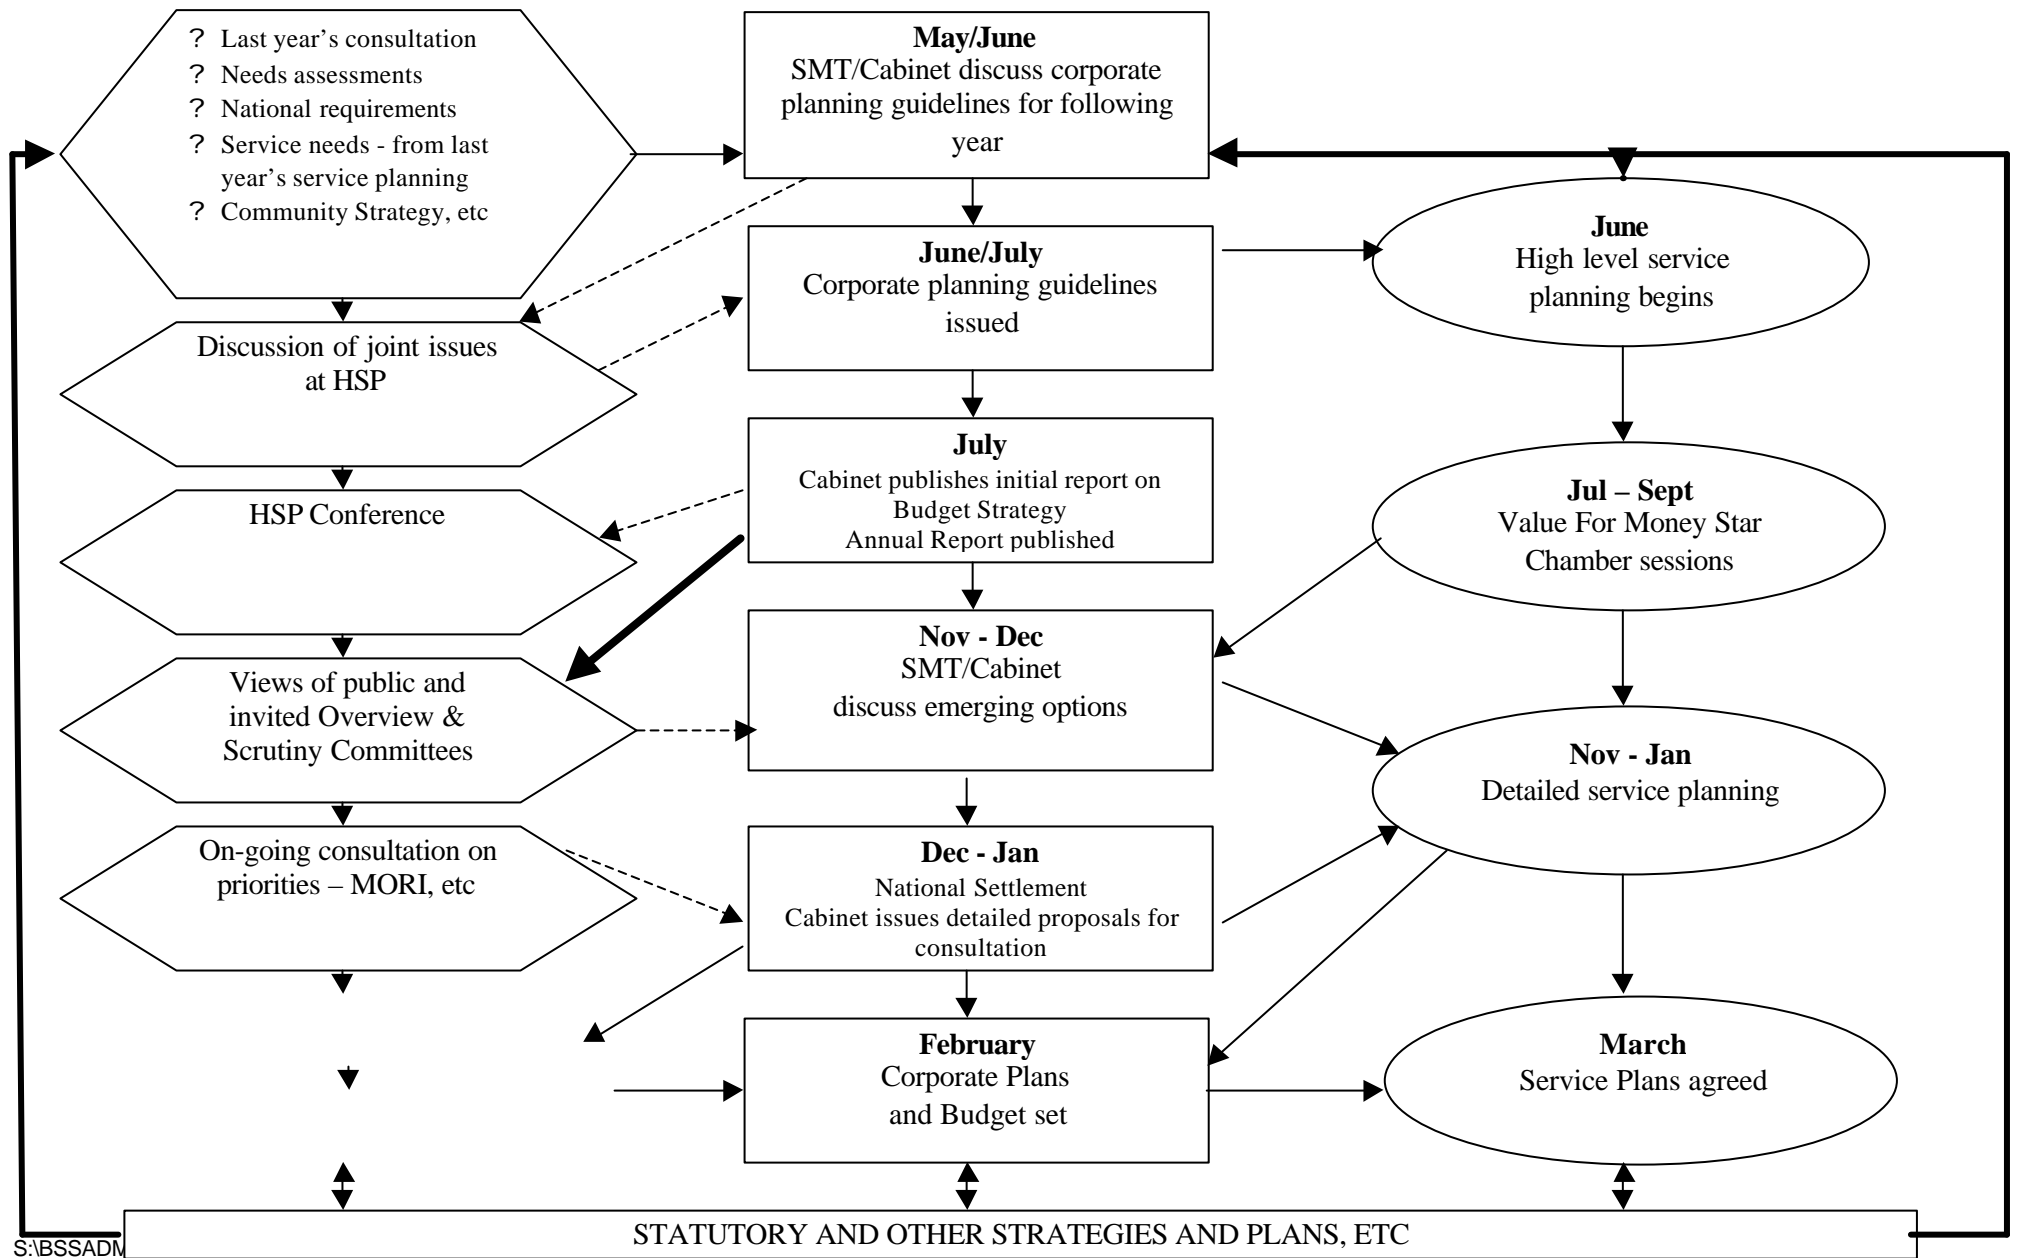 ? Last year's consultation
? Needs assessments
? National requirements
? Service needs - from last
year's service planning
? Community Strategy, etc
May/June
SMT/Cabinet discuss corporate
planning guidelines for following
year
June/July
Corporate planning guidelines
issued
June
High level service
planning begins
Discussion of joint issues
at HSP
July
Cabinet publishes initial report on
Budget Strategy
Annual Report published
HSP Conference
Jul – Sept
Value For Money Star
Chamber sessions
Views of public and
invited Overview &
Scrutiny Committees
Nov - Dec
SMT/Cabinet
discuss emerging options
Nov - Jan
Detailed service planning
On-going consultation on
priorities – MORI, etc
Dec - Jan
National Settlement
Cabinet issues detailed proposals for
consultation
February
Corporate Plans
and Budget set
March
Service Plans agreed
STATUTORY AND OTHER STRATEGIES AND PLANS, ETC
S:\BSSADM